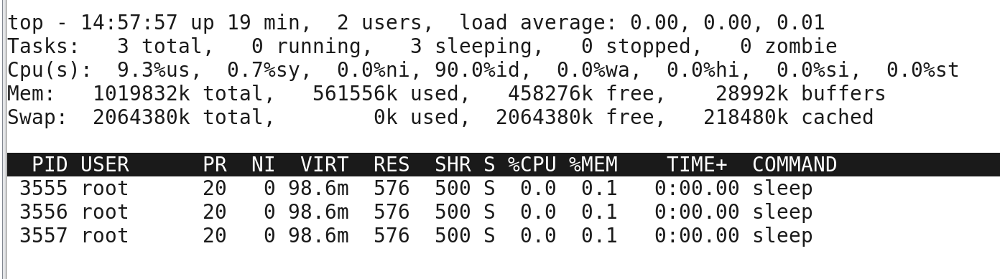 top - 14:57:57 up 19 min,  2 users,  load average: 0.00, 0.00, 0.01
Tasks:   3 total,   0 running,   3 sleeping,   0 stopped,   0 zombie
Cpu(s):  9.3%us,  0.7%sy,  0.0%ni, 90.0%id,  0.0%wa,  0.0%hi,  0.0%si,  0.0%st
Mem:   1019832k total,   561556k used,   458276k free,    28992k buffers
Swap:  2064380k total,        0k used,  2064380k free,   218480k cached
  PID USER      PR  NI  VIRT  RES  SHR S %CPU %MEM    TIME+  COMMAND
 3555 root      20   0 98.6m  576  500 S  0.0  0.1   0:00.00 sleep
 3556 root      20   0 98.6m  576  500 S  0.0  0.1   0:00.00 sleep
 3557 root      20   0 98.6m  576  500 S  0.0  0.1   0:00.00 sleep